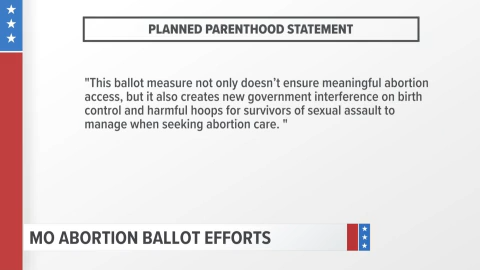 PLANNED PARENTHOOD STATEMENT
"This ballot measure not only doesn't ensure meaningful abortion
access, but it also creates new government interference on birth
control and harmful hoops for survivors of sexual assault to
manage when seeking abortion care. "
MO ABORTION BALLOT EFFORTS